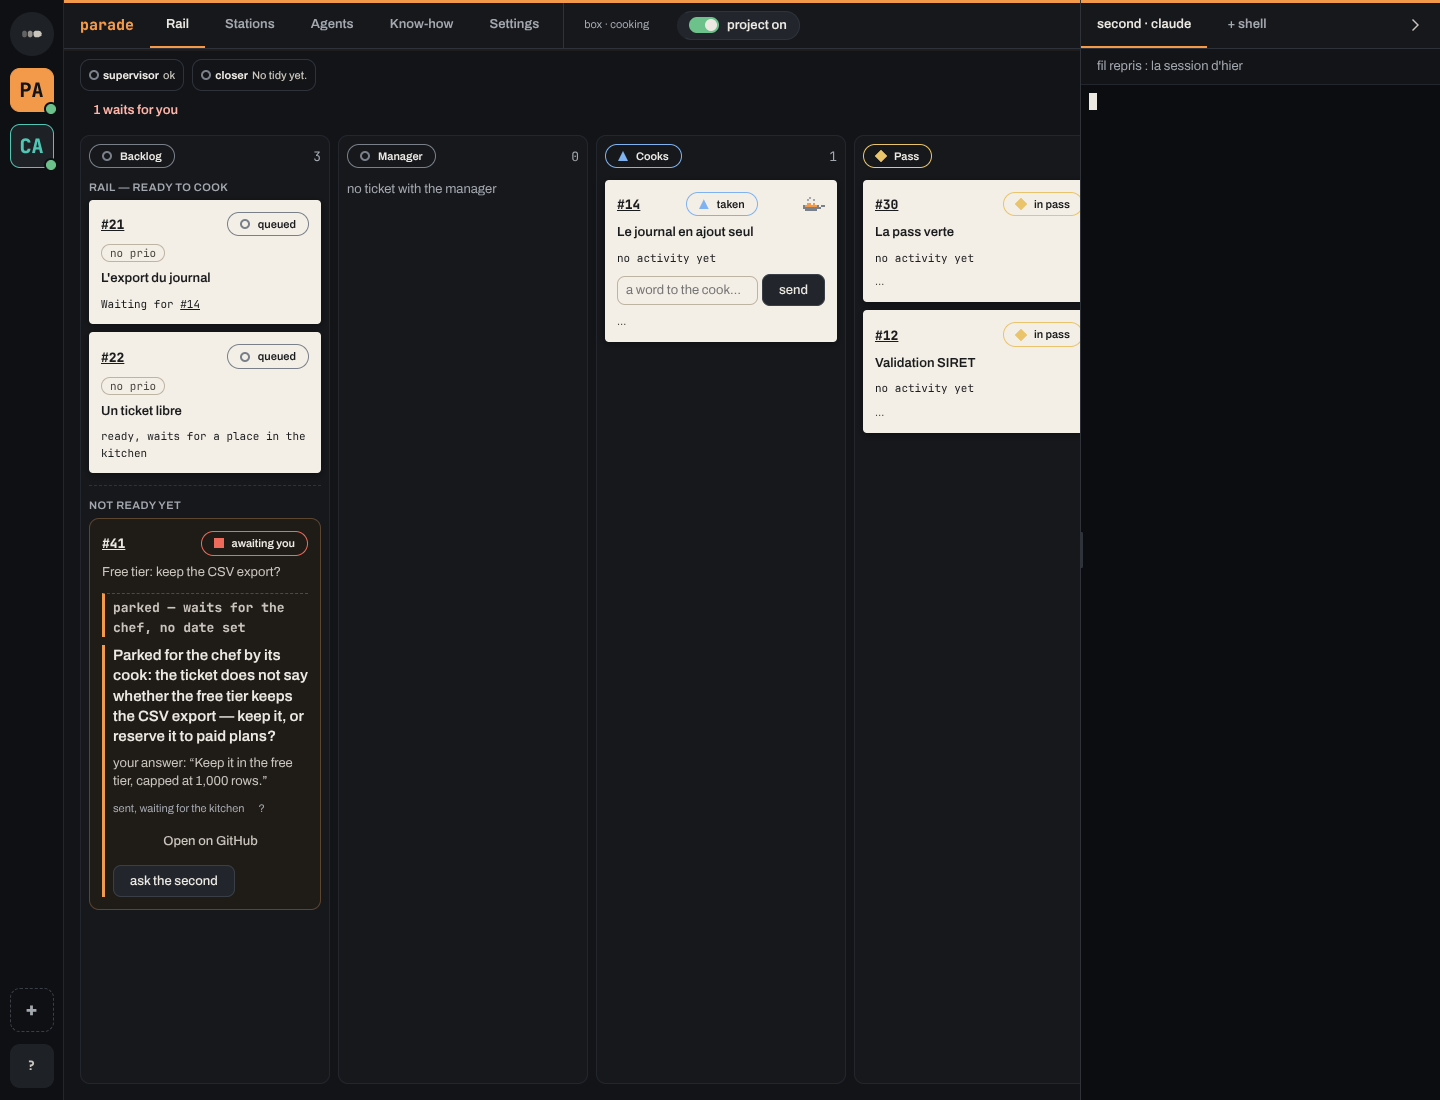 parade
Rail
Stations
Agents
Know-how
Settings
box · cooking
project on
second · claude
+ shell
PA
CA
supervisor ok
closer No tidy yet.
1 waits for you
fil repris : la session d'hier
Backlog
3
RAIL — READY TO COOK
#21
queued
no prio
L'export du journal
Waiting for #14
#22
queued
no prio
Un ticket libre
ready, waits for a place in the
kitchen
NOT READY YET
#41
awaiting you
Free tier: keep the CSV export?
parked — waits for the
chef, no date set
Parked for the chef by its
cook: the ticket does not say
whether the free tier keeps
the CSV export — keep it, or
reserve it to paid plans?
your answer: “Keep it in the free
tier, capped at 1,000 rows.”
sent, waiting for the kitchen ?
Open on GitHub
ask the second
Manager
0
no ticket with the manager
Cooks
1
#14
taken
Le journal en ajout seul
no activity yet
a word to the cook...
send
...
Pass
#30
in pass
La pass verte
no activity yet
...
#12
in pass
Validation SIRET
no activity yet
...
+
?